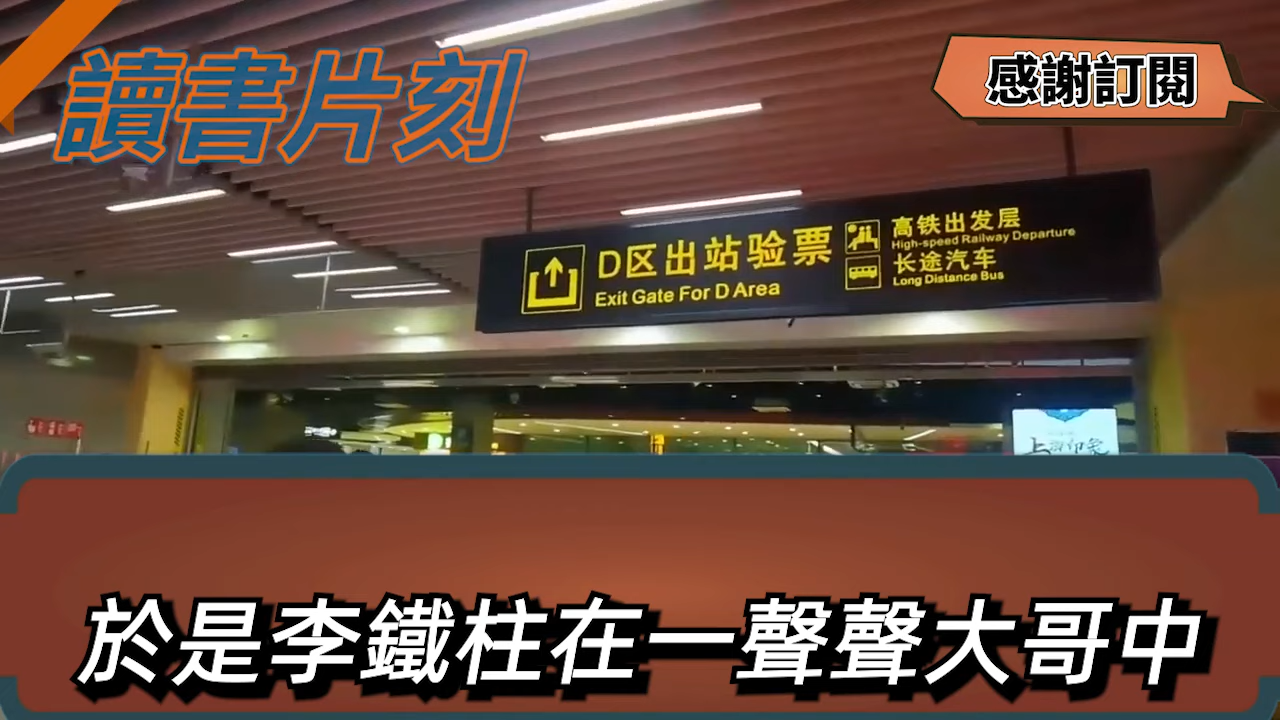 讀書片刻
感謝訂閱
D区出站验票
Exit Gate For D Area
高铁出发层
High-speed Railway Departure
长途汽车
Long Distance Bus
於是李鐵柱在一聲聲大哥中